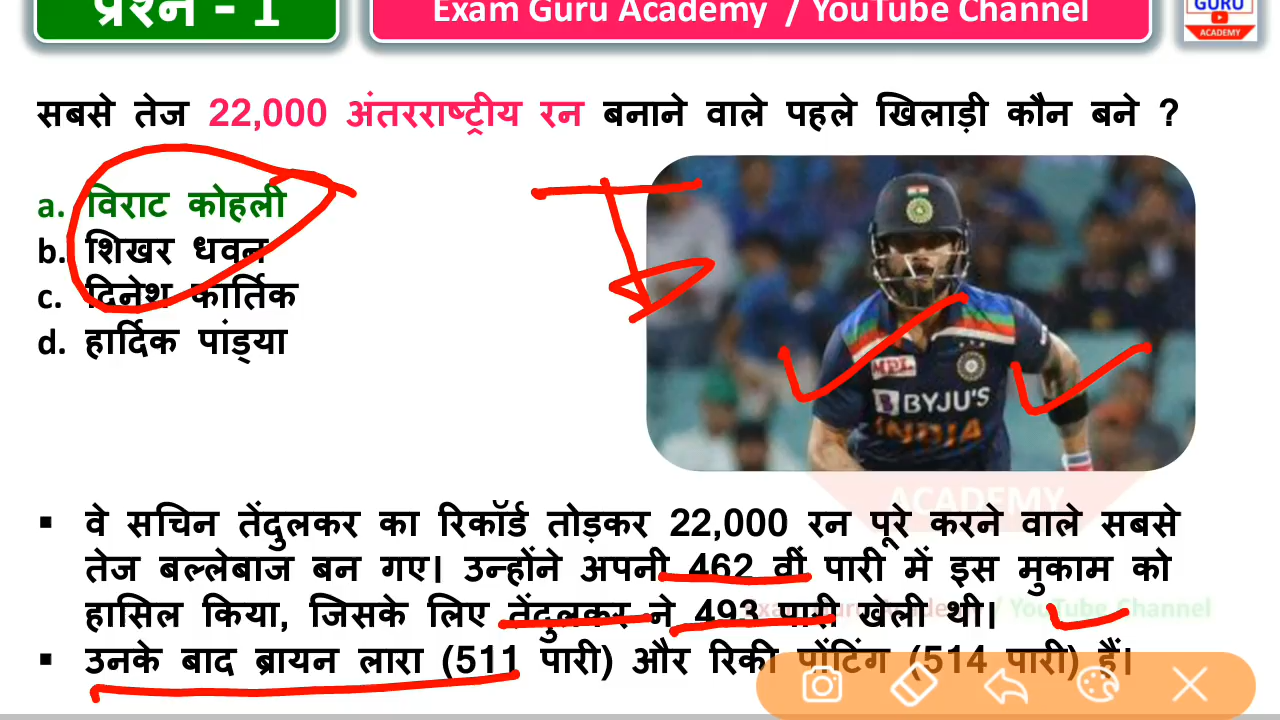 प्रश्न - 1
Exam Guru Academy / YouTube Channel
GURU
ACADEMY
सबसे तेज 22,000 अंतरराष्ट्रीय रन बनाने वाले पहले खिलाड़ी कौन बने ?
a. विराट कोहली
b. शिखर धवन
c. दिनेश कार्तिक
d. हार्दिक पांड्या
MPL
BYJU'S
INDIA
ACADEMY
▪ वे सचिन तेंदुलकर का रिकॉर्ड तोड़कर 22,000 रन पूरे करने वाले सबसे
तेज बल्लेबाज बन गए। उन्होंने अपनी 462 वीं पारी में इस मुकाम को
हासिल किया, जिसके लिए तेंदुलकर ने 493 पारी खेली थी।
Exam Guru Academy / YouTube Channel
▪ उनके बाद ब्रायन लारा (511 पारी) और रिकी पोंटिंग (514 पारी) हैं।